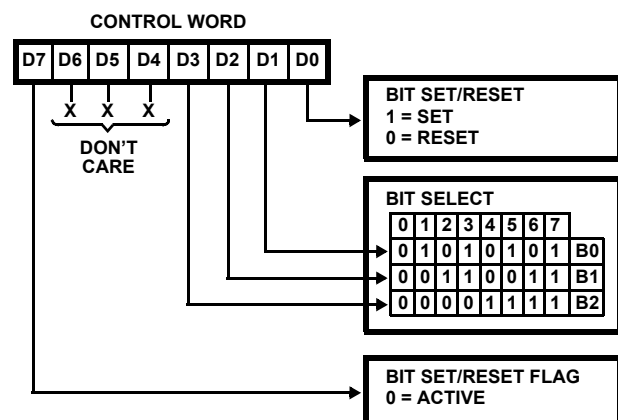 CONTROL WORD
D7 D6 D5 D4 D3 D2 D1 D0
X X X
DON'T
CARE
BIT SET/RESET
1 = SET
0 = RESET
BIT SELECT
0 1 2 3 4 5 6 7
0 1 0 1 0 1 0 1 B0
0 0 1 1 0 0 1 1 B1
0 0 0 0 1 1 1 1 B2
BIT SET/RESET FLAG
0 = ACTIVE